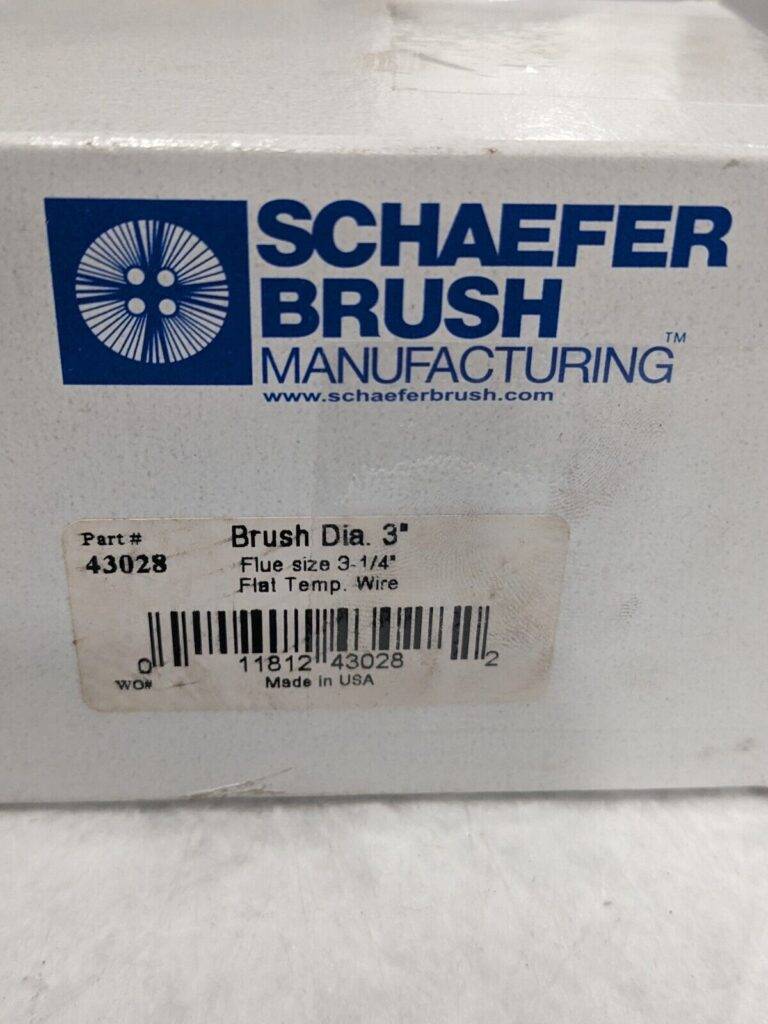 SCHAEFER
BRUSH
MANUFACTURING™
www.schaeferbrush.com
Part #
43028
Brush Dia. 3"
Flue size 3-1/4"
Flat Temp. Wire
0 11812 43028 2
WO#
Made in USA